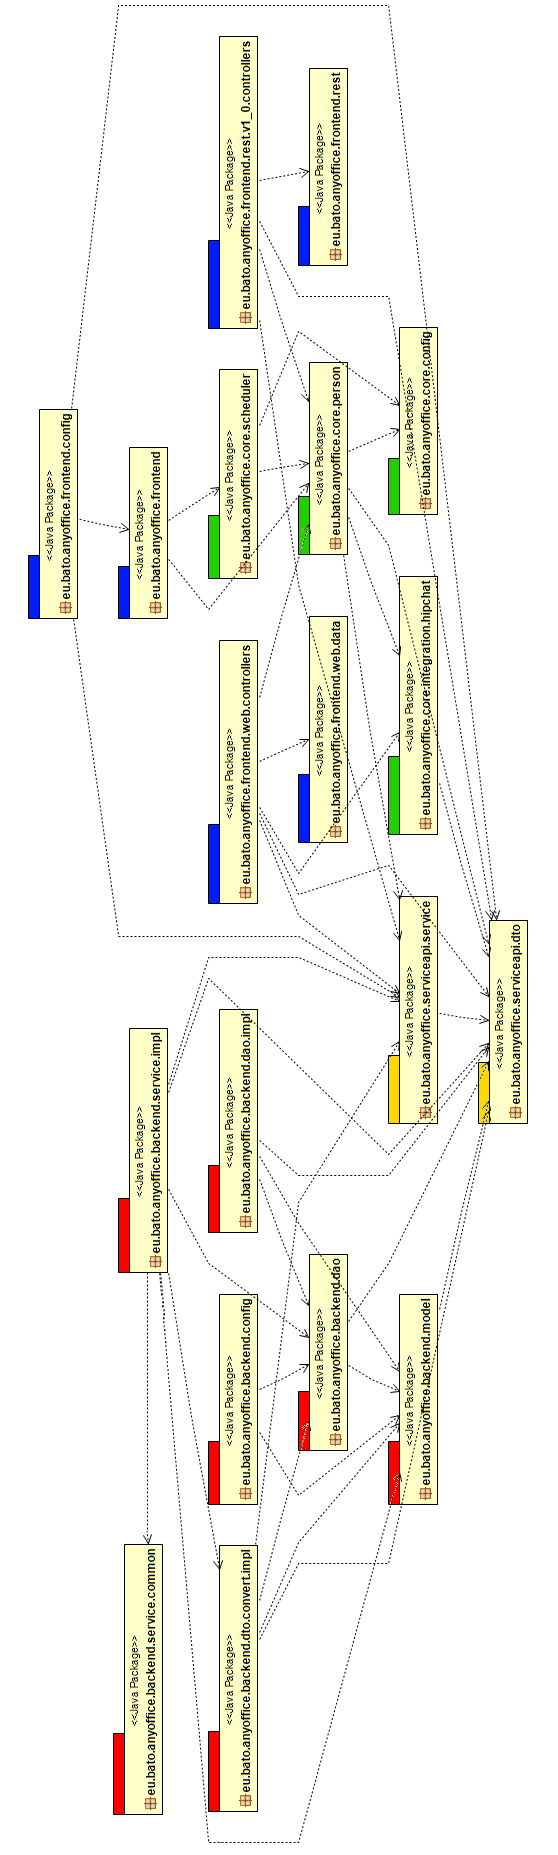 <<Java Package>>
eu.bato.anyoffice.frontend.config
<<Java Package>>
eu.bato.anyoffice.frontend
<<Java Package>>
eu.bato.anyoffice.backend.service.impl
<<Java Package>>
eu.bato.anyoffice.backend.service.common
<<Java Package>>
eu.bato.anyoffice.frontend.rest.v1_0.controllers
<<Java Package>>
eu.bato.anyoffice.core.scheduler
<<Java Package>>
eu.bato.anyoffice.frontend.web.controllers
<<Java Package>>
eu.bato.anyoffice.backend.dao.impl
<<Java Package>>
eu.bato.anyoffice.backend.config
<<Java Package>>
eu.bato.anyoffice.backend.dto.convert.impl
<<Java Package>>
eu.bato.anyoffice.frontend.rest
<<Java Package>>
eu.bato.anyoffice.core.person
<<Java Package>>
eu.bato.anyoffice.frontend.web.data
<<Java Package>>
eu.bato.anyoffice.backend.dao
<<Java Package>>
eu.bato.anyoffice.core.config
<<Java Package>>
eu.bato.anyoffice.core.integration.hipchat
<<Java Package>>
eu.bato.anyoffice.serviceapi.service
<<Java Package>>
eu.bato.anyoffice.backend.model
<<Java Package>>
eu.bato.anyoffice.serviceapi.dto